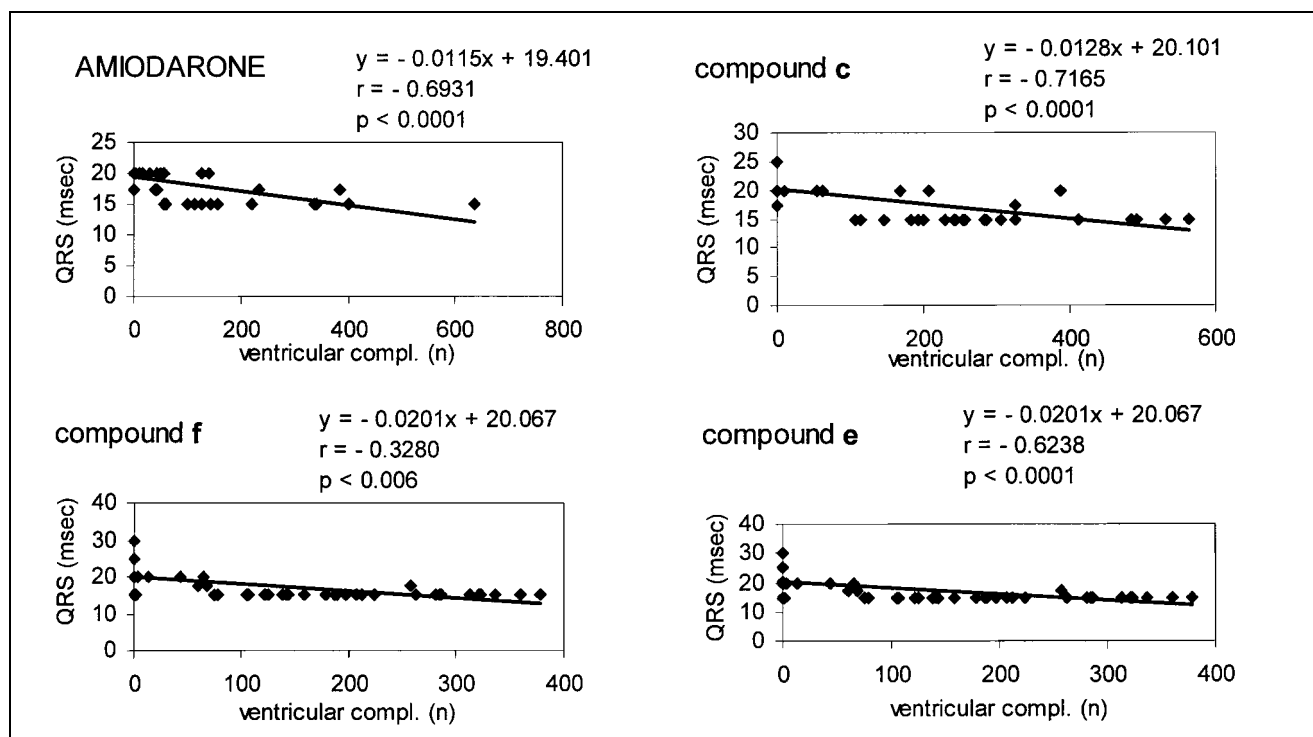 AMIODARONE
y = - 0.0115x + 19.401
r = - 0.6931
p < 0.0001
QRS (msec)
25
20
15
10
5
0
0 200 400 600 800
ventricular compl. (n)
compound c
y = - 0.0128x + 20.101
r = - 0.7165
p < 0.0001
QRS (msec)
30
25
20
15
10
5
0
0 200 400 600
ventricular compl. (n)
compound f
y = - 0.0201x + 20.067
r = - 0.3280
p < 0.006
QRS (msec)
40
30
20
10
0
0 100 200 300 400
ventricular compl. (n)
compound e
y = - 0.0201x + 20.067
r = - 0.6238
p < 0.0001
QRS (msec)
40
30
20
10
0
0 100 200 300 400
ventricular compl. (n)